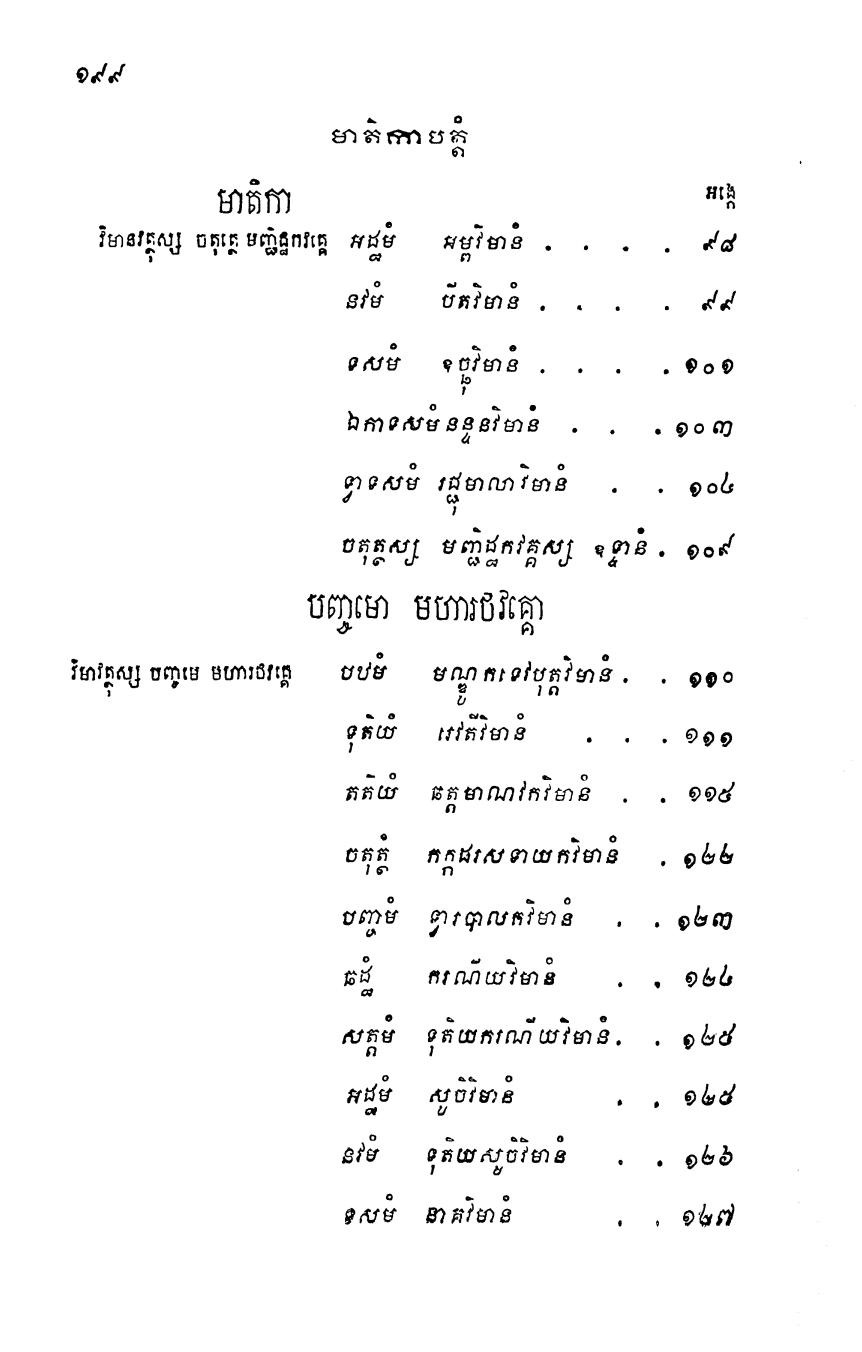 ១៩៩
មាតិកាបត្តំ
មាតិកា អង្កេ
វិមានវត្ថុស្ស ចតុត្ថេ មញ្ជិដ្ឋកវគ្គេ អដ្ឋមំ អម្ពវិមានំ . . . . ៩៨
នវមំ បីតវិមានំ . . . . ៩៩
ទសមំ ឧច្ឆុវិមានំ . . . . ១០១
ឯកាទសមំ នន្ទនវិមានំ . . . ១០៣
ទ្វាទសមំ រជ្ជុមាលាវិមានំ . . ១០៤
ចតុត្ថស្ស មញ្ជិដ្ឋកវគ្គស្ស ឧទ្ទានំ . ១០៩
បញ្ចមោ មហារថវគ្គោ
វិមាវត្ថុស្ស បញ្ចមេ មហារថវគ្គេ បឋមំ មណ្ឌូកទេវបុត្តវិមានំ . . ១១០
ទុតិយំ រេវតីវិមានំ . . . ១១១
តតិយំ ឆត្តមាណវកវិមានំ . . ១១៥
ចតុត្ថំ កក្កដរសទាយកវិមានំ . ១២២
បញ្ចមំ ទ្វារបាលកវិមានំ . . ១២៣
ឆដ្ឋំ ករណីយវិមានំ . . ១២៤
សត្តមំ ទុតិយករណីយវិមានំ . . ១២៥
អដ្ឋមំ សូចិវិមានំ . . ១២៥
នវមំ ទុតិយសូចិវិមានំ . . ១២៦
ទសមំ នាគវិមានំ . . ១២៧